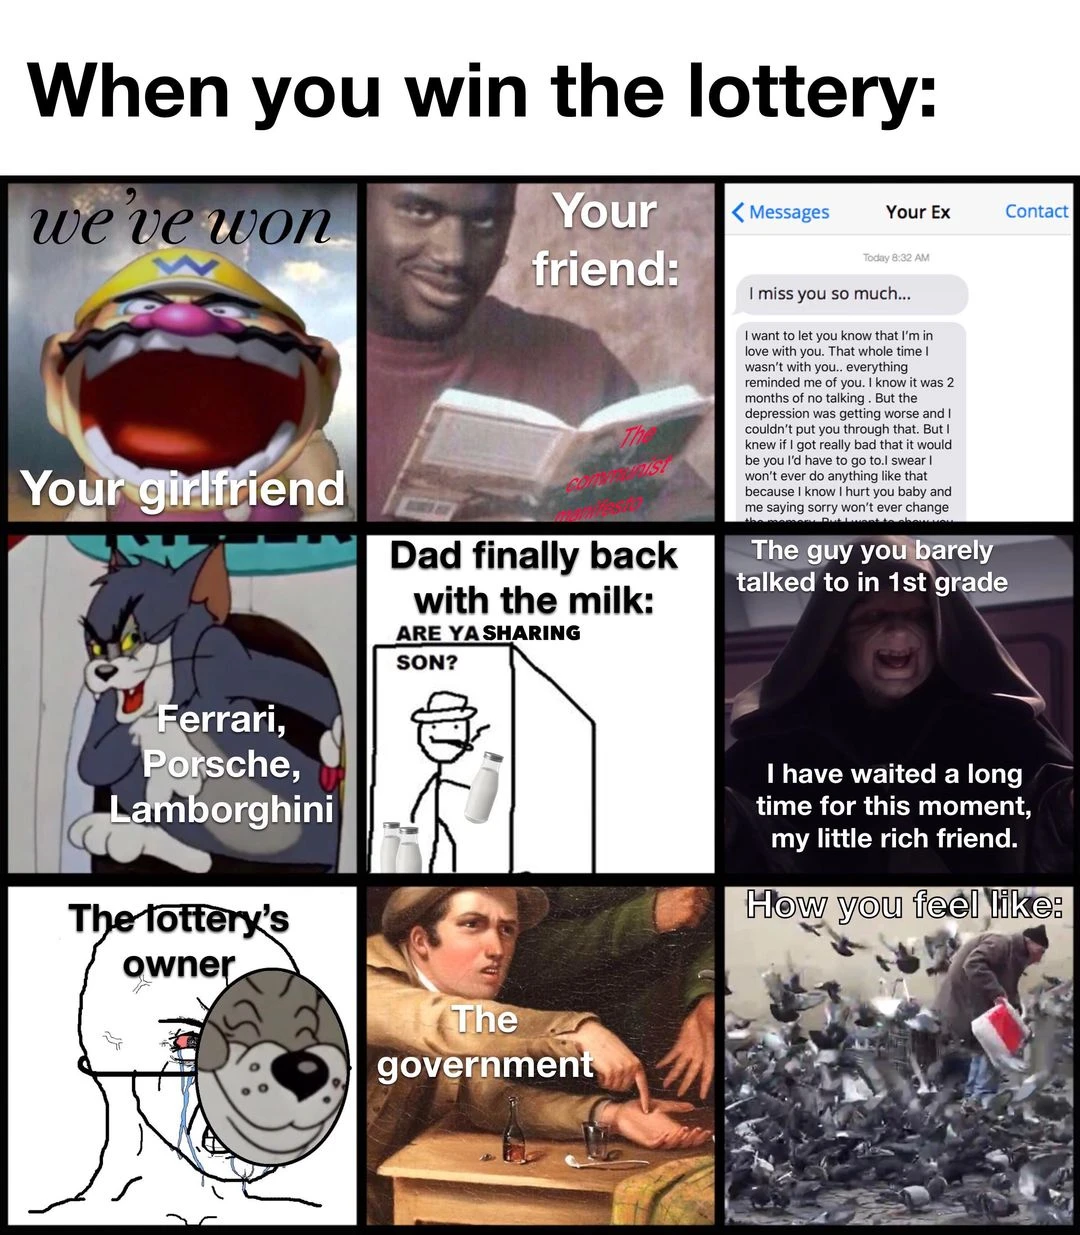 When you win the lottery:
we've won
Your girlfriend
Your
friend:
The
communist
manifesto
Messages
Your Ex
Contact
Today 8:32 AM
I miss you so much...
I want to let you know that I'm in
love with you. That whole time I
wasn't with you.. everything
reminded me of you. I know it was 2
months of no talking . But the
depression was getting worse and I
couldn't put you through that. But I
knew if I got really bad that it would
be you I'd have to go to.I swear I
won't ever do anything like that
because I know I hurt you baby and
me saying sorry won't ever change
the memory. But I want to show you
Ferrari,
Porsche,
Lamborghini
Dad finally back
with the milk:
ARE YA SHARING
SON?
The guy you barely
talked to in 1st grade
I have waited a long
time for this moment,
my little rich friend.
The lottery's
owner
The
government
How you feel like: